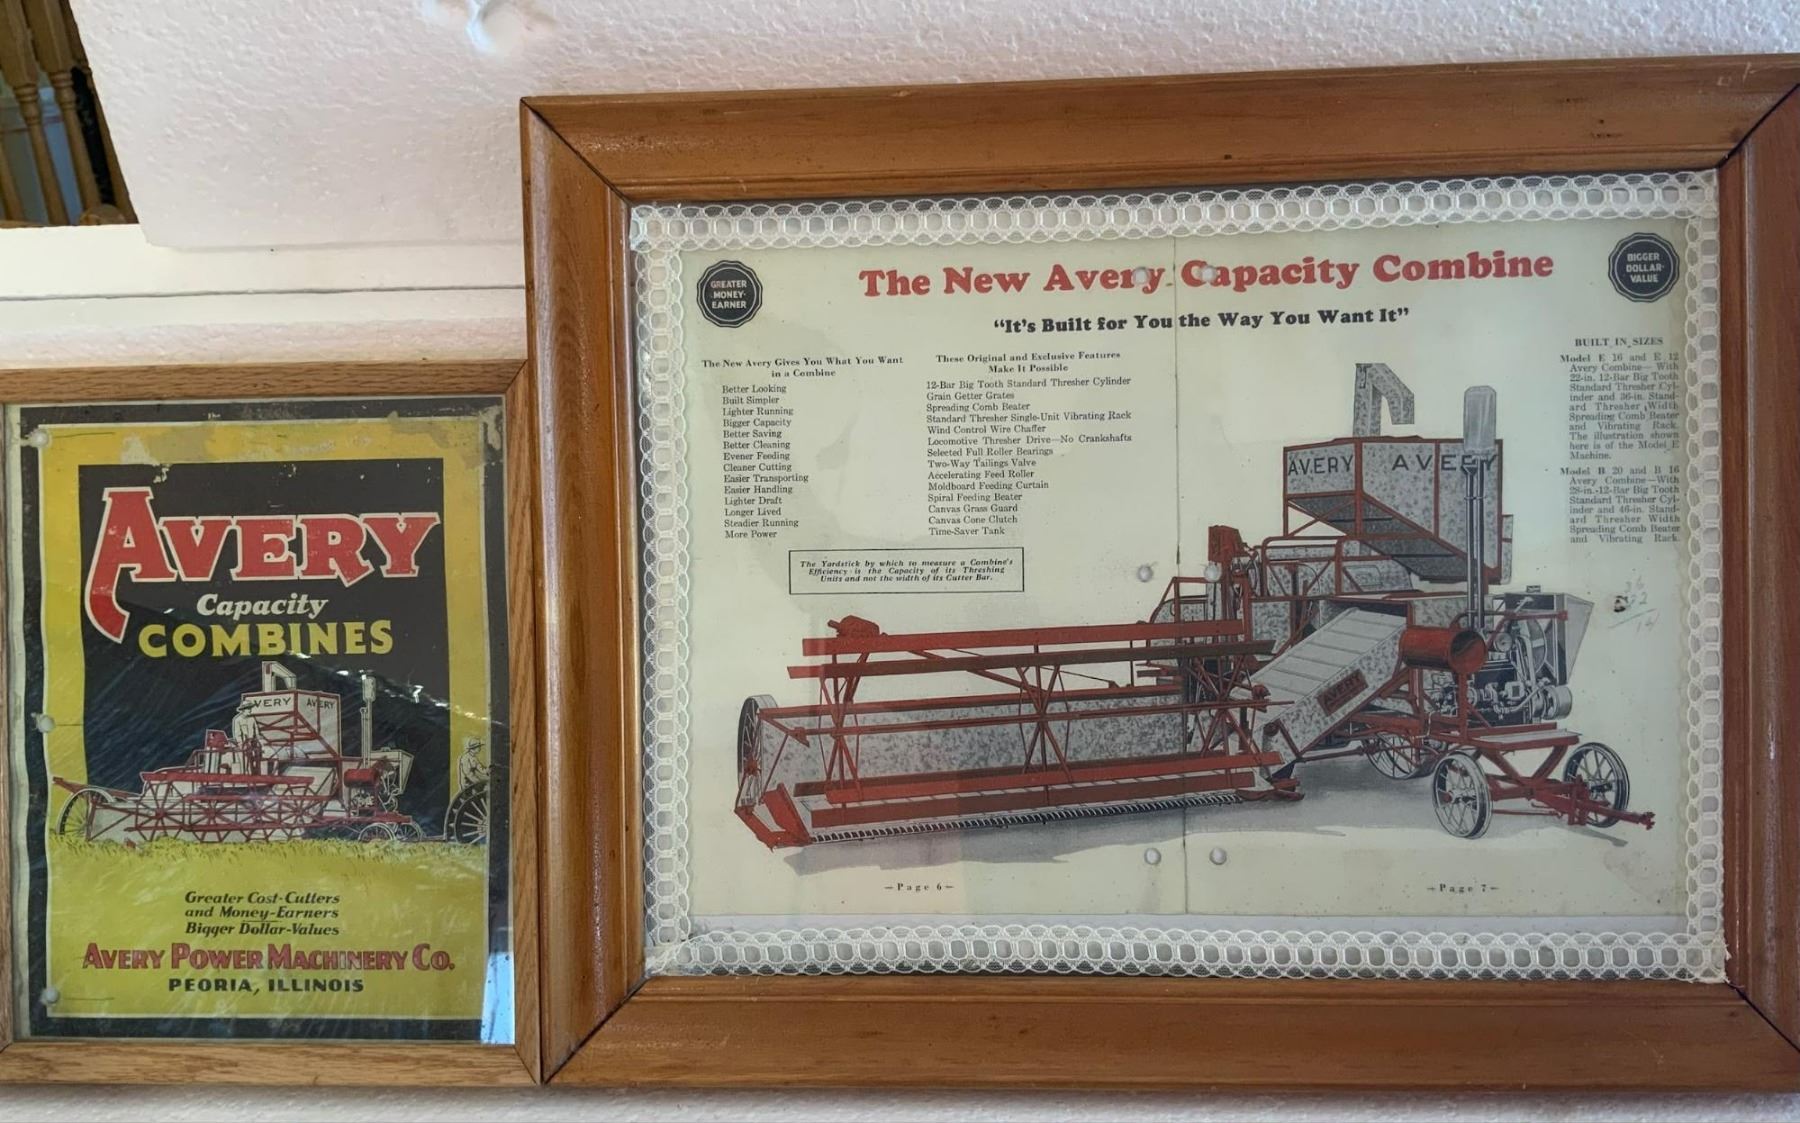 AVERY
Capacity
COMBINES
AVERY AVERY
Greater Cost-Cutters
and Money-Earners
Bigger Dollar-Values
AVERY POWER MACHINERY CO.
PEORIA, ILLINOIS
GREATER
MONEY-
EARNER
The New Avery Capacity Combine
BIGGER
DOLLAR-
VALUE
"It's Built for You the Way You Want It"
The New Avery Gives You What You Want
in a Combine
Better Looking
Built Simpler
Lighter Running
Bigger Capacity
Better Saving
Better Cleaning
Evener Feeding
Cleaner Cutting
Easier Transporting
Easier Handling
Lighter Draft
Longer Lived
Steadier Running
More Power
These Original and Exclusive Features
Make It Possible
12-Bar Big Tooth Standard Thresher Cylinder
Grain Getter Grates
Spreading Comb Beater
Standard Thresher Single-Unit Vibrating Rack
Wind Control Wire Chaffer
Locomotive Thresher Drive—No Crankshafts
Selected Full Roller Bearings
Two-Way Tailings Valve
Accelerating Feed Roller
Moldboard Feeding Curtain
Spiral Feeding Beater
Canvas Grass Guard
Canvas Cone Clutch
Time-Saver Tank
The Yardstick by which to measure a Combine's
Efficiency is the Capacity of its Threshing
Units and not the width of its Cutter Bar.
BUILT IN SIZES
Model E 16 and E 12
Avery Combine—With
22-in. 12-Bar Big Tooth
Standard Thresher Cyl-
inder and 36-in. Stand-
ard Thresher Width
Spreading Comb Beater
and Vibrating Rack.
The illustration shown
here is of the Model E
Machine.
Model B 20 and B 16
Avery Combine—With
28-in.-12-Bar Big Tooth
Standard Thresher Cyl-
inder and 46-in. Stand-
ard Thresher Width
Spreading Comb Beater
and Vibrating Rack.
AVERY AVERY
AVERY
—Page 6—
—Page 7—